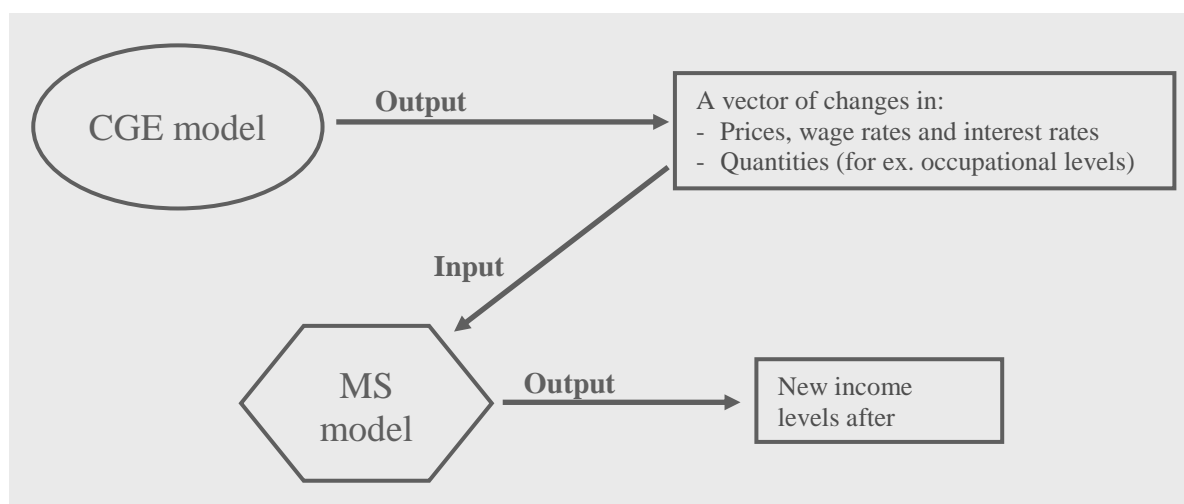 CGE model
Output
A vector of changes in:
- Prices, wage rates and interest rates
- Quantities (for ex. occupational levels)
Input
MS
model
Output
New income
levels after